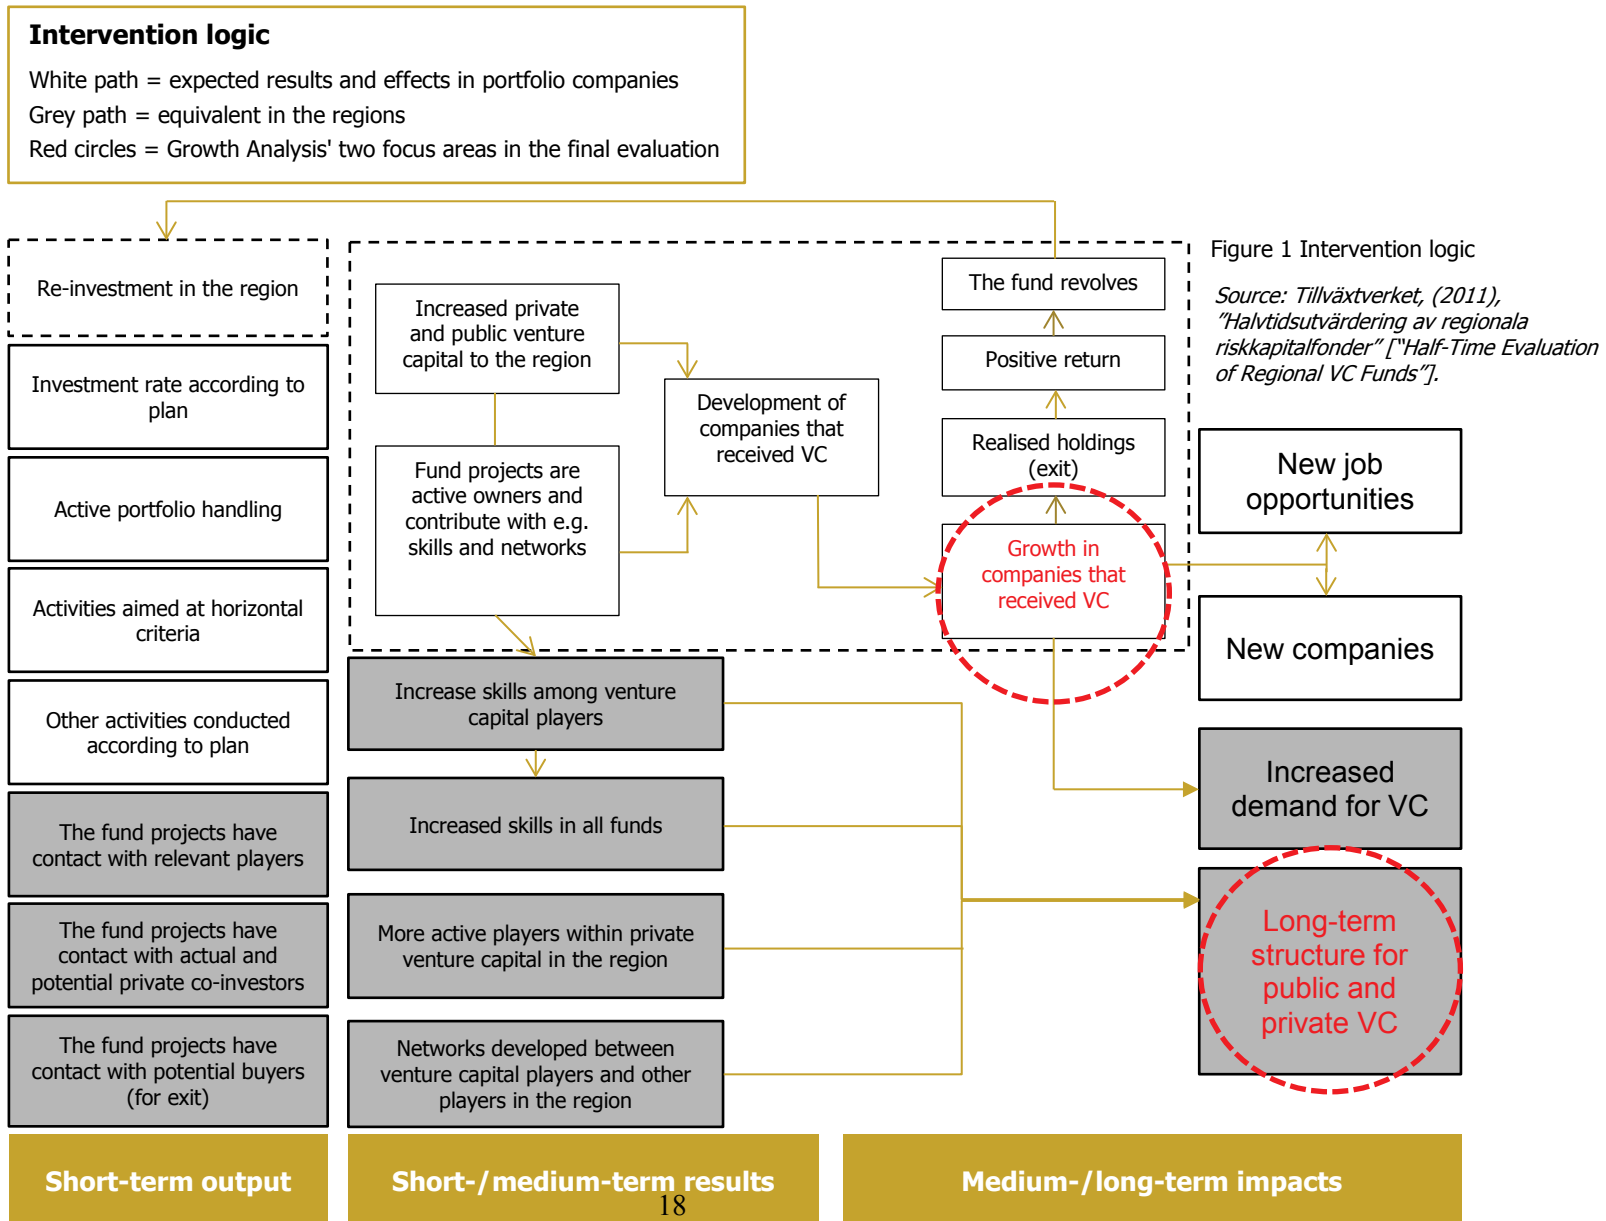 Intervention logic
White path = expected results and effects in portfolio companies
Grey path = equivalent in the regions
Red circles = Growth Analysis' two focus areas in the final evaluation
Re-investment in the region
Investment rate according to
plan
Active portfolio handling
Activities aimed at horizontal
criteria
Other activities conducted
according to plan
The fund projects have
contact with relevant players
The fund projects have
contact with actual and
potential private co-investors
The fund projects have
contact with potential buyers
(for exit)
Short-term output
Increased private
and public venture
capital to the region
Fund projects are
active owners and
contribute with e.g.
skills and networks
Development of
companies that
received VC
Increase skills among venture
capital players
Increased skills in all funds
More active players within private
venture capital in the region
Networks developed between
venture capital players and other
players in the region
Short-/medium-term results
18
The fund revolves
Positive return
Realised holdings
(exit)
Growth in
companies that
received VC
Figure 1 Intervention logic
Source: Tillväxtverket, (2011),
"Halvtidsutvärdering av regionala
riskkapitalfonder" ["Half-Time Evaluation
of Regional VC Funds"].
New job
opportunities
New companies
Increased
demand for VC
Long-term
structure for
public and
private VC
Medium-/long-term impacts